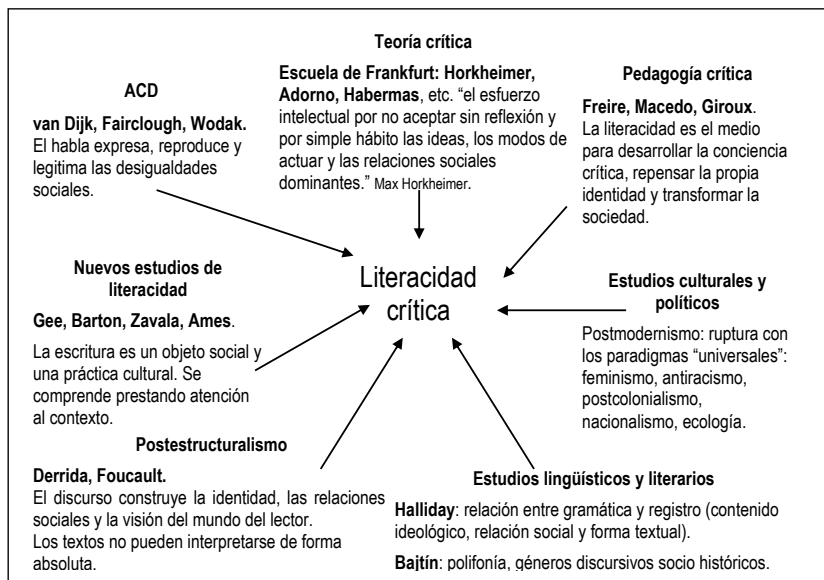 Teoría crítica
Escuela de Frankfurt: Horkheimer,
Adorno, Habermas, etc. “el esfuerzo
intelectual por no aceptar sin reflexión y
por simple hábito las ideas, los modos de
actuar y las relaciones sociales
dominantes.” Max Horkheimer.
ACD
van Dijk, Fairclough, Wodak.
El habla expresa, reproduce y
legitima las desigualdades
sociales.
Pedagogía crítica
Freire, Macedo, Giroux.
La literacidad es el medio
para desarrollar la conciencia
crítica, repensar la propia
identidad y transformar la
sociedad.
Literacidad
crítica
Nuevos estudios de
literacidad
Gee, Barton, Zavala, Ames.
La escritura es un objeto social y
una práctica cultural. Se
comprende prestando atención
al contexto.
Estudios culturales y
políticos
Postmodernismo: ruptura con
los paradigmas “universales”:
feminismo, antiracismo,
postcolonialismo,
nacionalismo, ecología.
Postestructuralismo
Derrida, Foucault.
El discurso construye la identidad, las relaciones
sociales y la visión del mundo del lector.
Los textos no pueden interpretarse de forma
absoluta.
Estudios lingüísticos y literarios
Halliday: relación entre gramática y registro (contenido
ideológico, relación social y forma textual).
Bajtín: polifonía, géneros discursivos socio históricos.